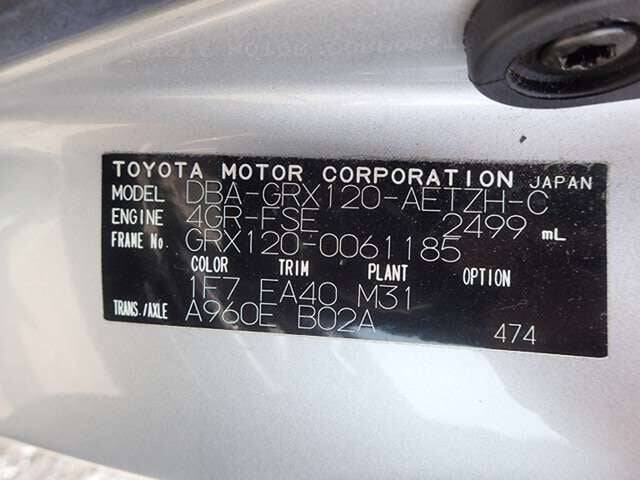 TOYOTA MOTOR CORPORATION JAPAN
MODEL DBA-GRX120-AETZH-C
ENGINE 4GR-FSE 2499 mL
FRAME No. GRX120-0061185
COLOR TRIM PLANT OPTION
1F7 FA40 M31
TRANS./AXLE A960E B02A
474